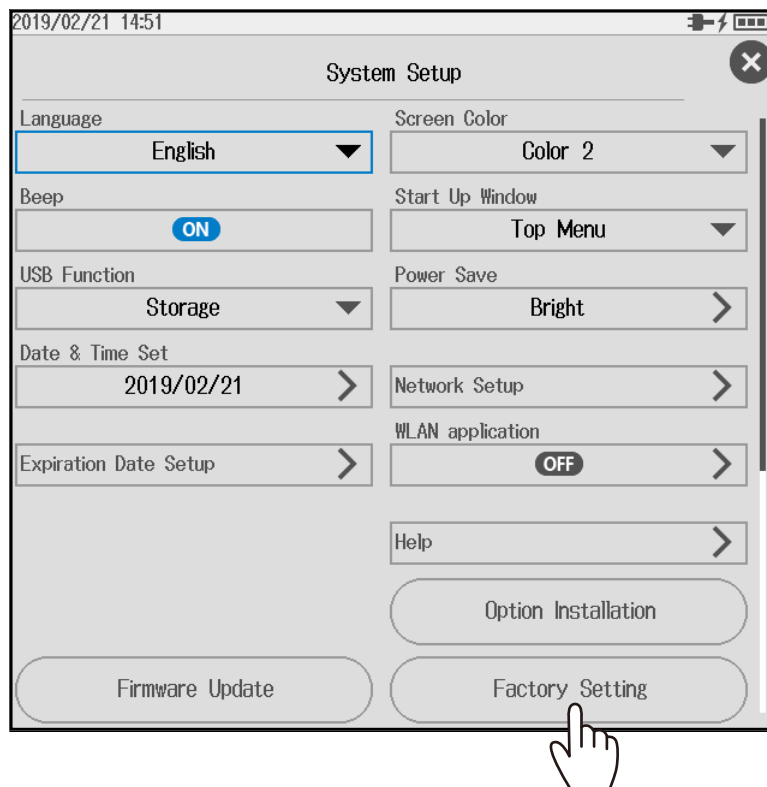 2019/02/21 14:51
System Setup
Language
English
Screen Color
Color 2
Beep
ON
Start Up Window
Top Menu
USB Function
Storage
Power Save
Bright
Date & Time Set
2019/02/21
Network Setup
WLAN application
Expiration Date Setup
OFF
Help
Option Installation
Firmware Update
Factory Setting